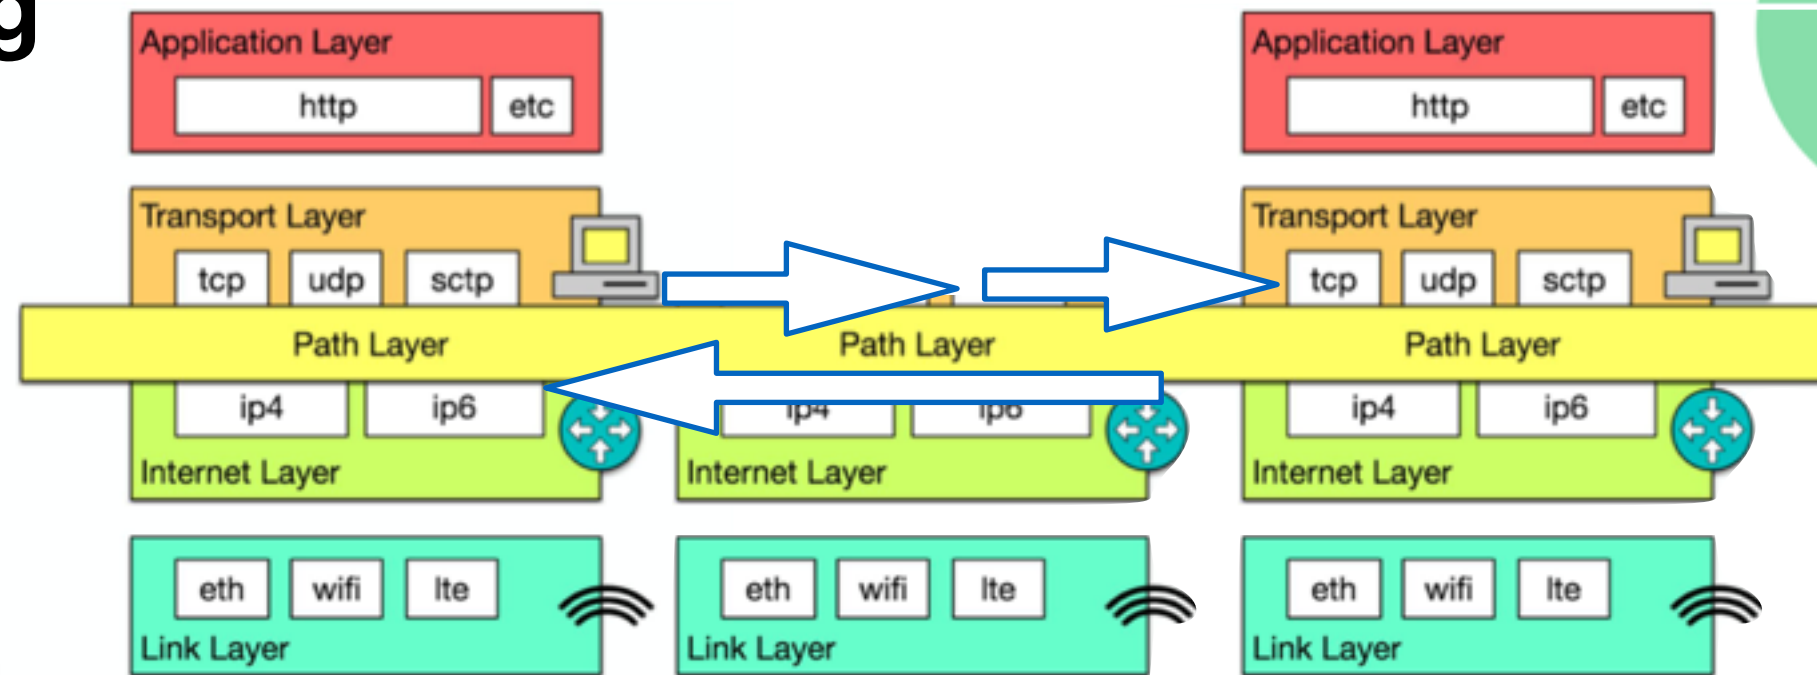 g
Application Layer
http etc
Application Layer
http etc
Transport Layer
tcp udp sctp
Transport Layer
tcp udp sctp
Path Layer Path Layer Path Layer
ip4 ip6
Internet Layer
ip4 ip6
Internet Layer
ip4 ip6
Internet Layer
eth wifi lte
Link Layer
eth wifi lte
Link Layer
eth wifi lte
Link Layer